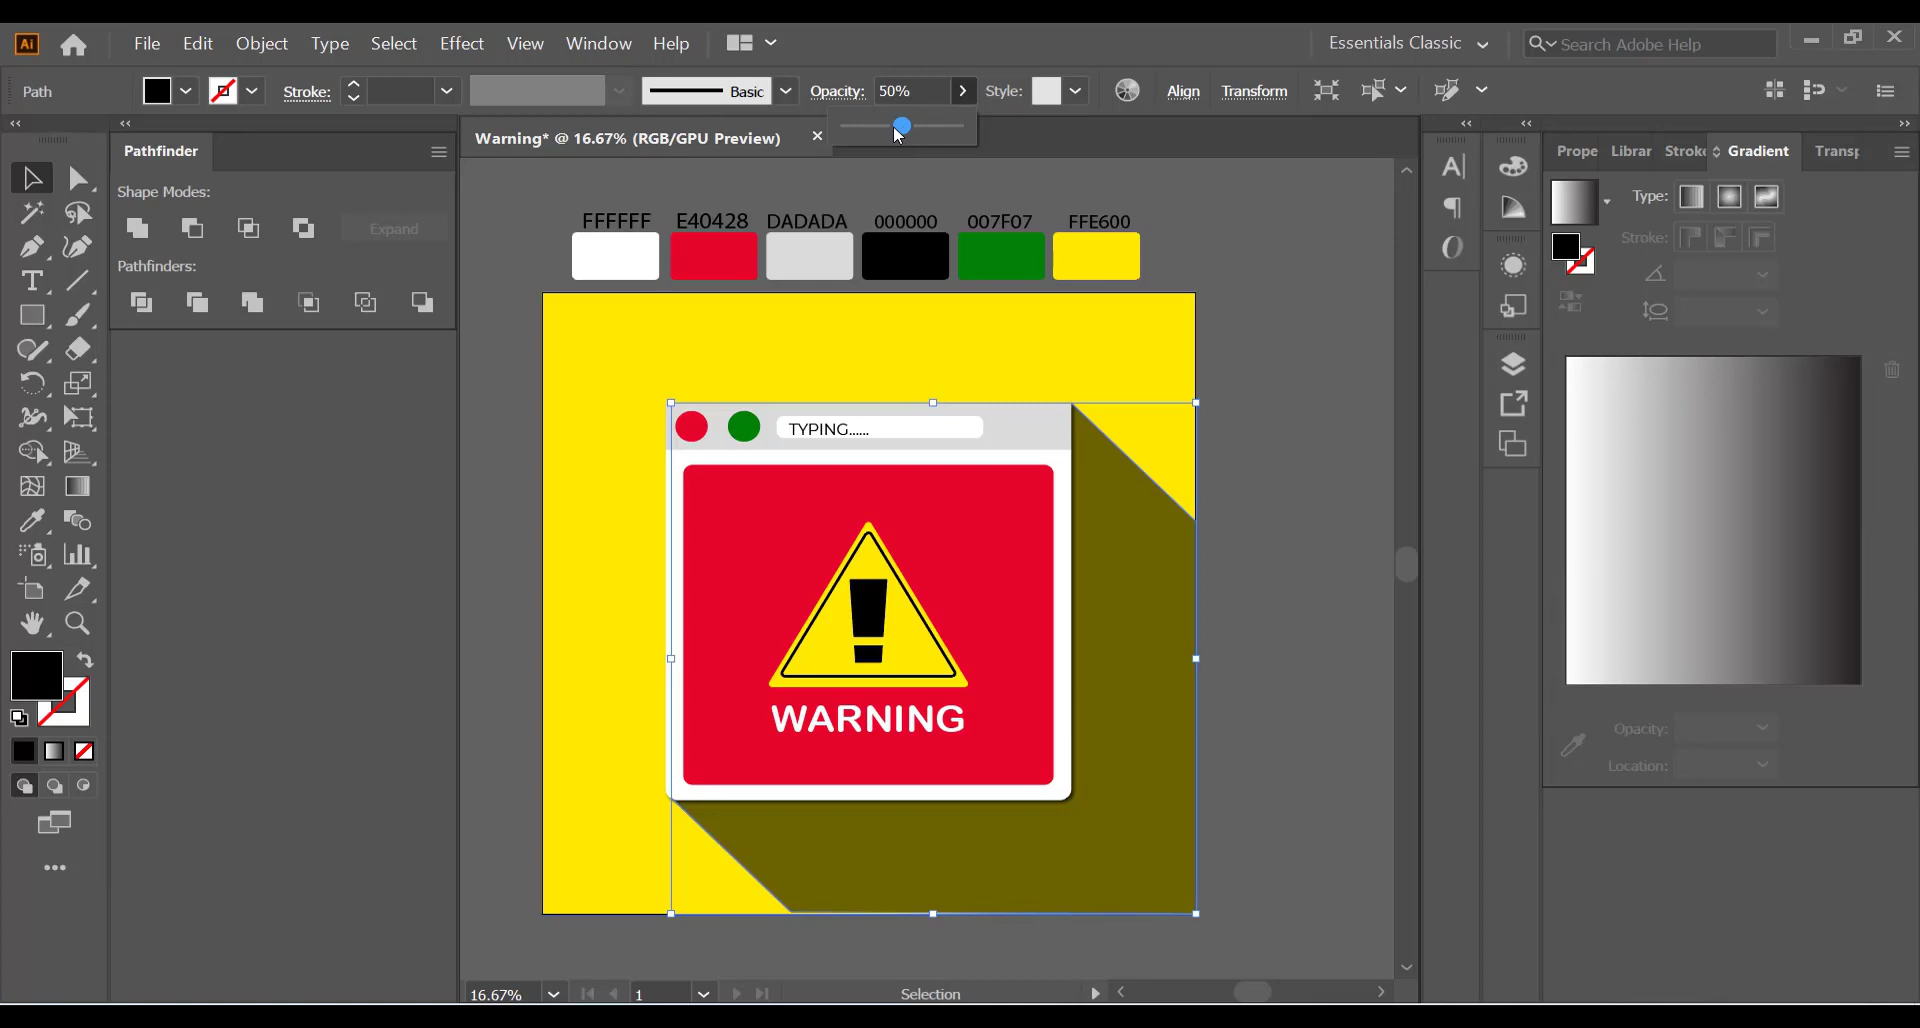 Ai File Edit Object Type Select Effect View Window Help Essentials Classic Search Adobe Help
Path Stroke: Basic Opacity: 50% Style: Align Transform
Warning* @ 16.67% (RGB/GPU Preview)
Pathfinder
Shape Modes:
Expand
Pathfinders:
FFFFFF E40428 DADADA 000000 007F07 FFE600
TYPING......
WARNING
Prope Librar Stroke Gradient Transp
Type:
Stroke:
Opacity:
Location:
16.67% 1 Selection